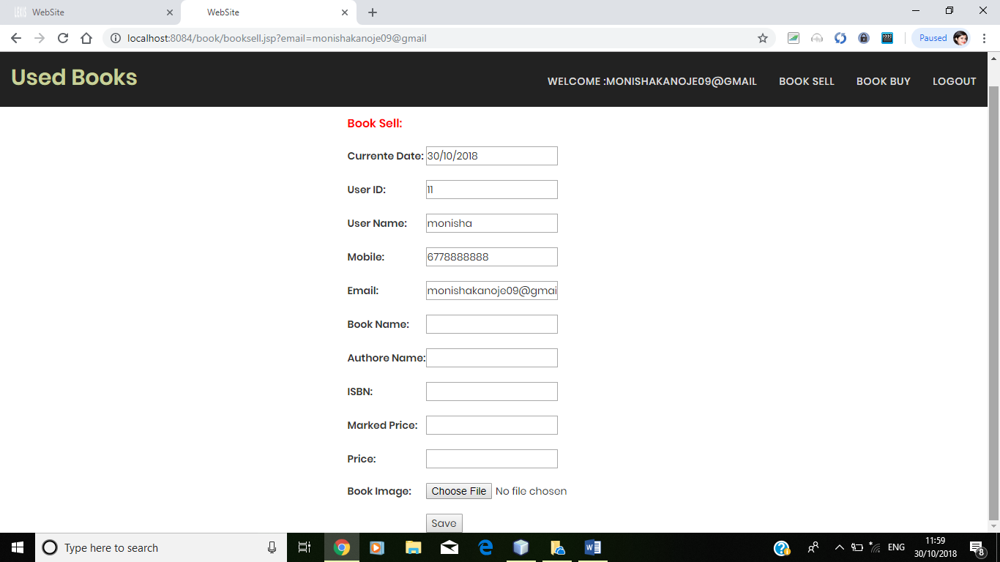 LEXIS WebSite WebSite
localhost:8084/book/booksell.jsp?email=monishakanoje09@gmail Paused
Used Books WELCOME :MONISHAKANOJE09@GMAIL BOOK SELL BOOK BUY LOGOUT
Book Sell:
Currente Date: 30/10/2018
User ID: 11
User Name: monisha
Mobile: 6778888888
Email: monishakanoje09@gmai
Book Name:
Authore Name:
ISBN:
Marked Price:
Price:
Book Image: Choose File No file chosen
Save
Type here to search ENG 11:59
30/10/2018 8